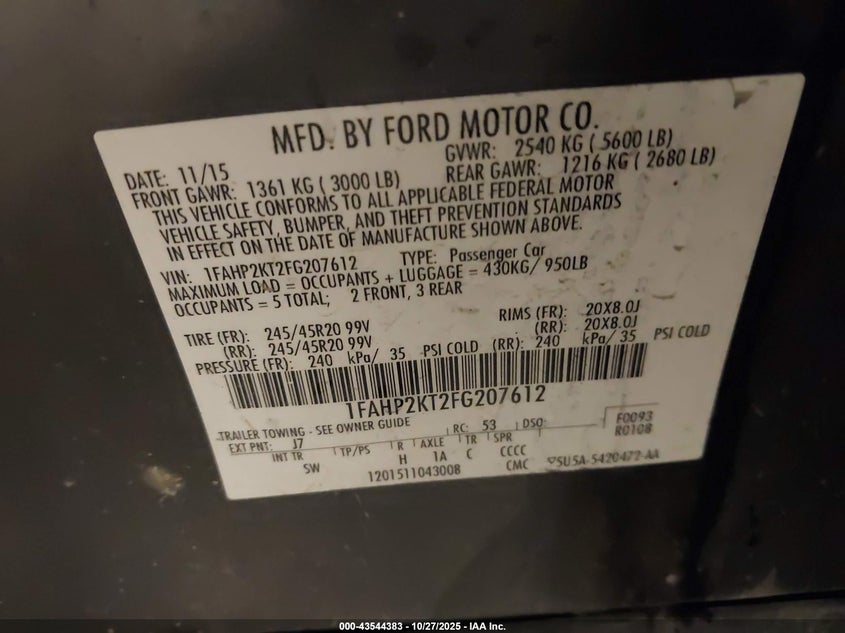 MFD. BY FORD MOTOR CO.
DATE: 11/15 GVWR: 2540 KG ( 5600 LB)
FRONT GAWR: 1361 KG ( 3000 LB) REAR GAWR: 1216 KG ( 2680 LB)
THIS VEHICLE CONFORMS TO ALL APPLICABLE FEDERAL MOTOR
VEHICLE SAFETY, BUMPER, AND THEFT PREVENTION STANDARDS
IN EFFECT ON THE DATE OF MANUFACTURE SHOWN ABOVE.
VIN: 1FAHP2KT2FG207612 TYPE: Passenger Car
MAXIMUM LOAD = OCCUPANTS + LUGGAGE = 430KG/ 950LB
OCCUPANTS = 5 TOTAL; 2 FRONT, 3 REAR
TIRE (FR): 245/45R20 99V RIMS (FR): 20X8.0J
(RR): 245/45R20 99V (RR): 20X8.0J
PRESSURE (FR): 240 kPa/ 35 PSI COLD (RR): 240 kPa/ 35 PSI COLD
1FAHP2KT2FG207612
TRAILER TOWING - SEE OWNER GUIDE RC: 53 DSO: F0093
EXT PNT: J7 R0108
INT TR TP/PS R AXLE TR SPR
SW H 1A C CCCC
1201511043008 CMC 5U5A-5420472-AA
000-43544383 - 10/27/2025 - IAA Inc.